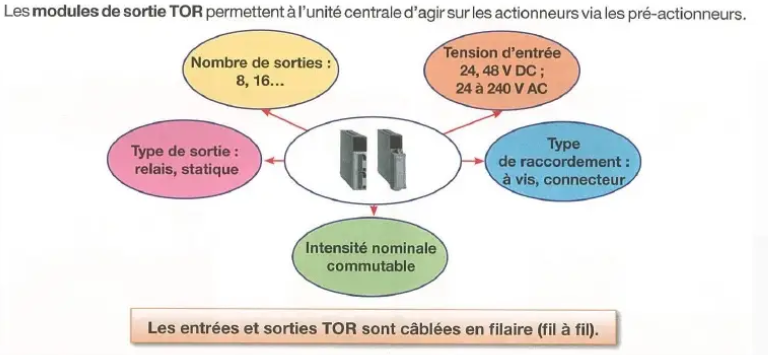 Les modules de sortie TOR permettent à l'unité centrale d'agir sur les actionneurs via les pré-actionneurs.
Nombre de sorties :
8, 16...
Tension d'entrée
24, 48 V DC ;
24 à 240 V AC
Type de sortie :
relais, statique
Type
de raccordement :
à vis, connecteur
Intensité nominale
commutable
Les entrées et sorties TOR sont câblées en filaire (fil à fil).